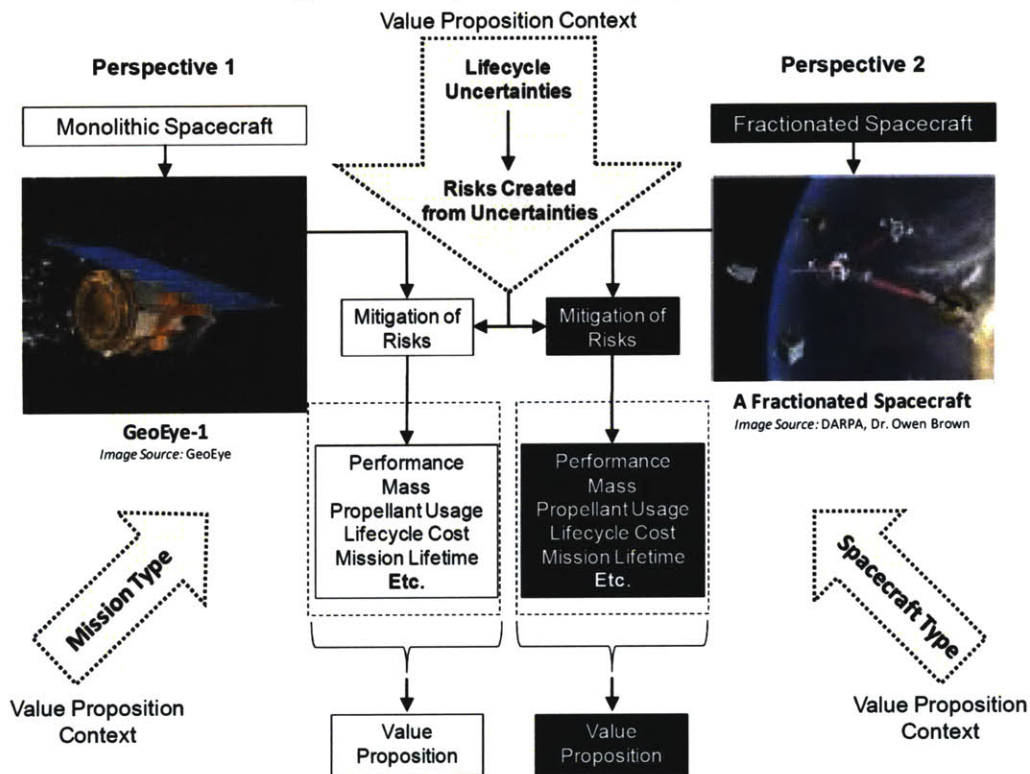 Value Proposition Context
Perspective 1
Lifecycle
Uncertainties
Perspective 2
Monolithic Spacecraft
Fractionated Spacecraft
Risks Created
from Uncertainties
Mitigation of
Risks
Mitigation of
Risks
GeoEye-1
Image Source: GeoEye
A Fractionated Spacecraft
Image Source: DARPA, Dr. Owen Brown
Performance
Mass
Propellant Usage
Lifecycle Cost
Mission Lifetime
Etc.
Performance
Mass
Propellant Usage
Lifecycle Cost
Mission Lifetime
Etc.
Mission Type
Spacecraft Type
Value Proposition
Context
Value Proposition
Context
Value
Proposition
Value
Proposition